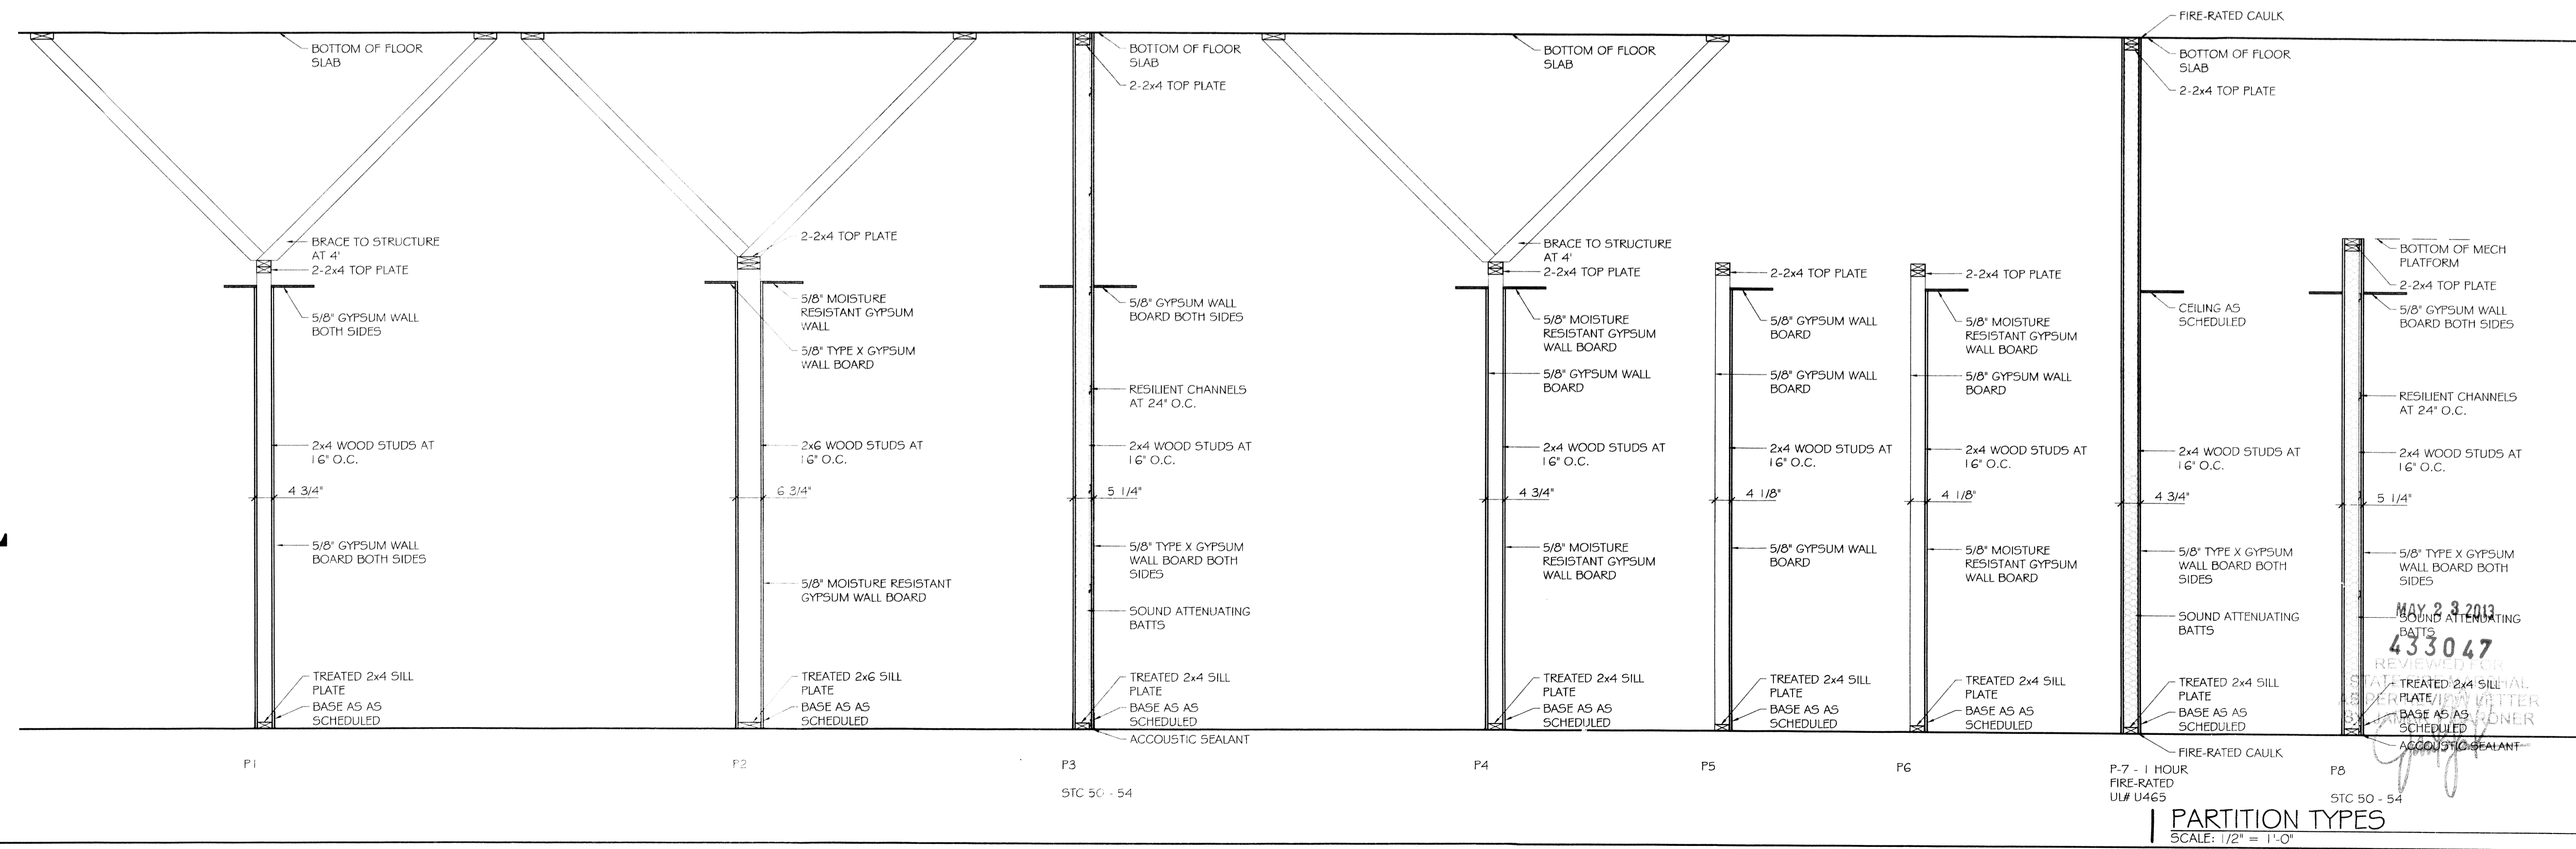 BOTTOM OF FLOOR
SLAB
BRACE TO STRUCTURE
AT 4'
2-2x4 TOP PLATE
5/8" GYPSUM WALL
BOTH SIDES
2x4 WOOD STUDS AT
16" O.C.
4 3/4"
5/8" GYPSUM WALL
BOARD BOTH SIDES
TREATED 2x4 SILL
PLATE
BASE AS AS
SCHEDULED
P1
2-2x4 TOP PLATE
5/8" MOISTURE
RESISTANT GYPSUM
WALL
5/8" TYPE X GYPSUM
WALL BOARD
2x6 WOOD STUDS AT
16" O.C.
6 3/4"
5/8" MOISTURE RESISTANT
GYPSUM WALL BOARD
TREATED 2x6 SILL
PLATE
BASE AS AS
SCHEDULED
P2
BOTTOM OF FLOOR
SLAB
2-2x4 TOP PLATE
5/8" GYPSUM WALL
BOARD BOTH SIDES
RESILIENT CHANNELS
AT 24" O.C.
2x4 WOOD STUDS AT
16" O.C.
5 1/4"
5/8" TYPE X GYPSUM
WALL BOARD BOTH
SIDES
SOUND ATTENUATING
BATTS
TREATED 2x4 SILL
PLATE
BASE AS AS
SCHEDULED
ACCOUSTIC SEALANT
P3
STC 50 - 54
BOTTOM OF FLOOR
SLAB
BRACE TO STRUCTURE
AT 4'
2-2x4 TOP PLATE
5/8" MOISTURE
RESISTANT GYPSUM
WALL BOARD
5/8" GYPSUM WALL
BOARD
2x4 WOOD STUDS AT
16" O.C.
4 3/4"
5/8" MOISTURE
RESISTANT GYPSUM
WALL BOARD
TREATED 2x4 SILL
PLATE
BASE AS AS
SCHEDULED
P4
2-2x4 TOP PLATE
5/8" GYPSUM WALL
BOARD
5/8" GYPSUM WALL
BOARD
2x4 WOOD STUDS AT
16" O.C.
4 1/8"
5/8" GYPSUM WALL
BOARD
TREATED 2x4 SILL
PLATE
BASE AS AS
SCHEDULED
P5
2-2x4 TOP PLATE
5/8" MOISTURE
RESISTANT GYPSUM
WALL BOARD
5/8" GYPSUM WALL
BOARD
2x4 WOOD STUDS AT
16" O.C.
4 1/8"
5/8" MOISTURE
RESISTANT GYPSUM
WALL BOARD
TREATED 2x4 SILL
PLATE
BASE AS AS
SCHEDULED
P6
FIRE-RATED CAULK
BOTTOM OF FLOOR
SLAB
2-2x4 TOP PLATE
CEILING AS
SCHEDULED
2x4 WOOD STUDS AT
16" O.C.
4 3/4"
5/8" TYPE X GYPSUM
WALL BOARD BOTH
SIDES
SOUND ATTENUATING
BATTS
TREATED 2x4 SILL
PLATE
BASE AS AS
SCHEDULED
FIRE-RATED CAULK
P-7 - 1 HOUR
FIRE-RATED
UL# U465
BOTTOM OF MECH
PLATFORM
2-2x4 TOP PLATE
5/8" GYPSUM WALL
BOARD BOTH SIDES
RESILIENT CHANNELS
AT 24" O.C.
2x4 WOOD STUDS AT
16" O.C.
5 1/4"
5/8" TYPE X GYPSUM
WALL BOARD BOTH
SIDES
MAY 23 2013
SOUND ATTENUATING
BATTS
433047
REVIEWED FOR
STATE FIRE MARSHAL
TREATED 2x4 SILL
PLATE
AS PER REVIEW LETTER
BASE AS AS
SCHEDULED
BY GARDNER
ACCOUSTIC SEALANT
P8
STC 50 - 54
PARTITION TYPES
SCALE: 1/2" = 1'-0"